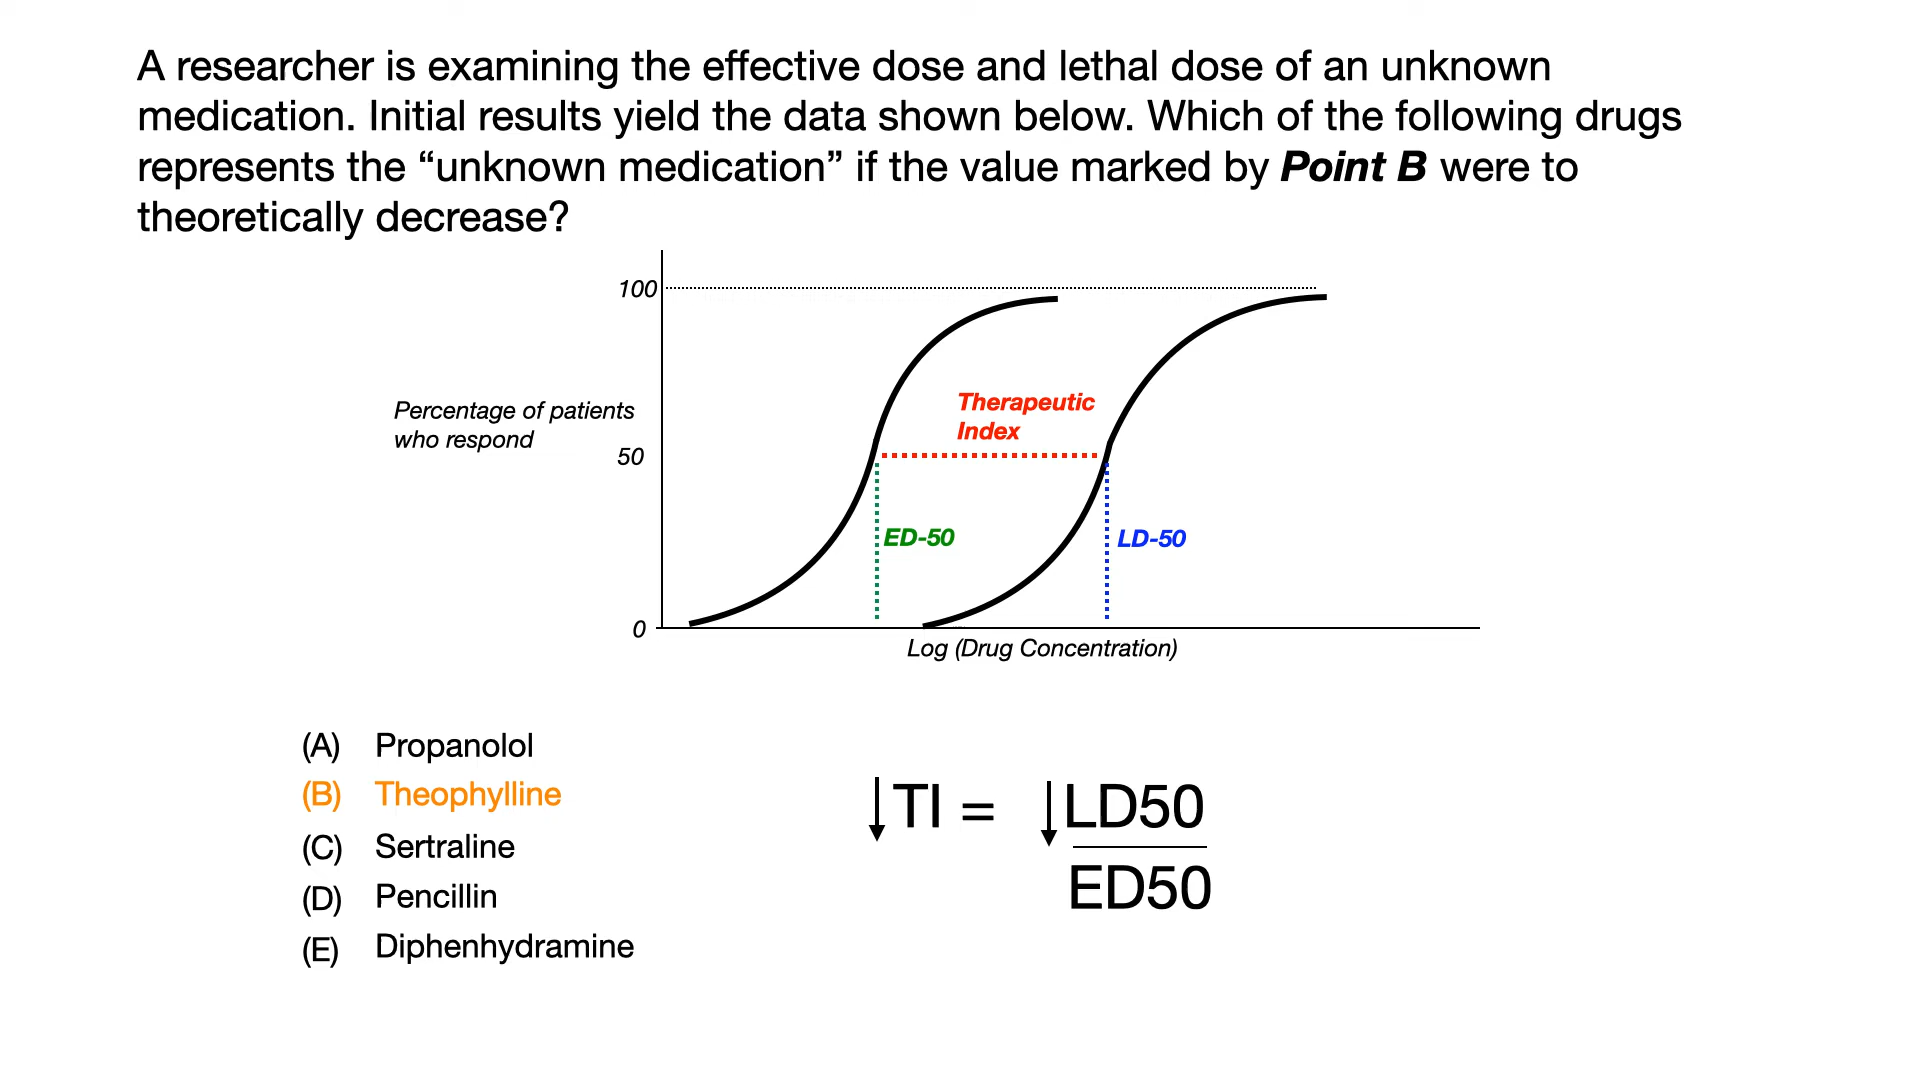 A researcher is examining the effective dose and lethal dose of an unknown
medication. Initial results yield the data shown below. Which of the following drugs
represents the “unknown medication” if the value marked by Point B were to
theoretically decrease?
100
Percentage of patients
who respond
50
0
Therapeutic
Index
ED-50
LD-50
Log (Drug Concentration)
(A) Propanolol
(B) Theophylline
(C) Sertraline
(D) Pencillin
(E) Diphenhydramine
↓TI = ↓LD50
ED50